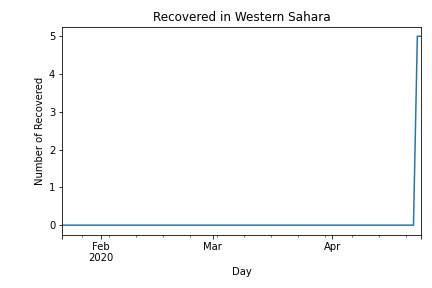 Recovered in Western Sahara
5
4
3
2
1
0
Number of Recovered
Feb
2020
Mar
Apr
Day